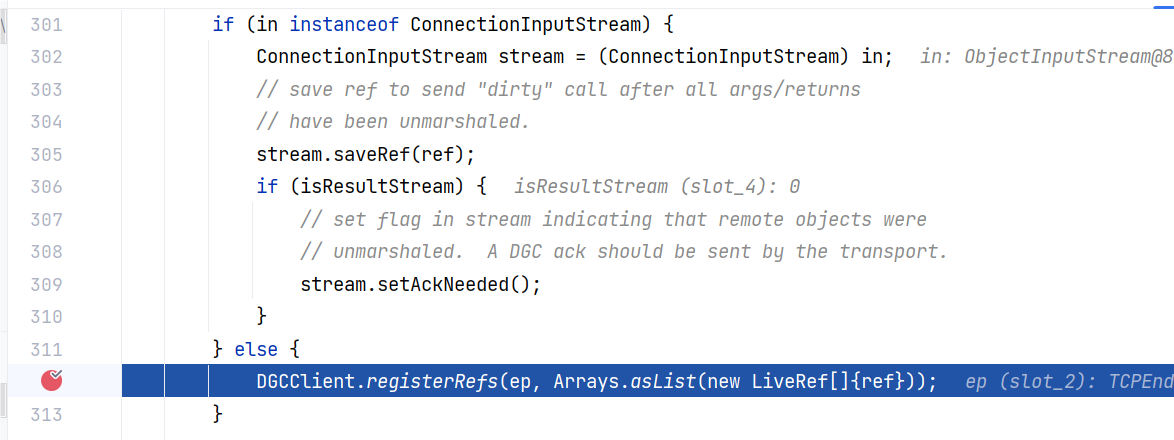 301 if (in instanceof ConnectionInputStream) {
302 ConnectionInputStream stream = (ConnectionInputStream) in; in: ObjectInputStream@8
303 // save ref to send "dirty" call after all args/returns
304 // have been unmarshaled.
305 stream.saveRef(ref);
306 if (isResultStream) { isResultStream (slot_4): 0
307 // set flag in stream indicating that remote objects were
308 // unmarshaled.  A DGC ack should be sent by the transport.
309 stream.setAckNeeded();
310 }
311 } else {
DGCClient.registerRefs(ep, Arrays.asList(new LiveRef[]{ref})); ep (slot_2): TCPEnd
313 }